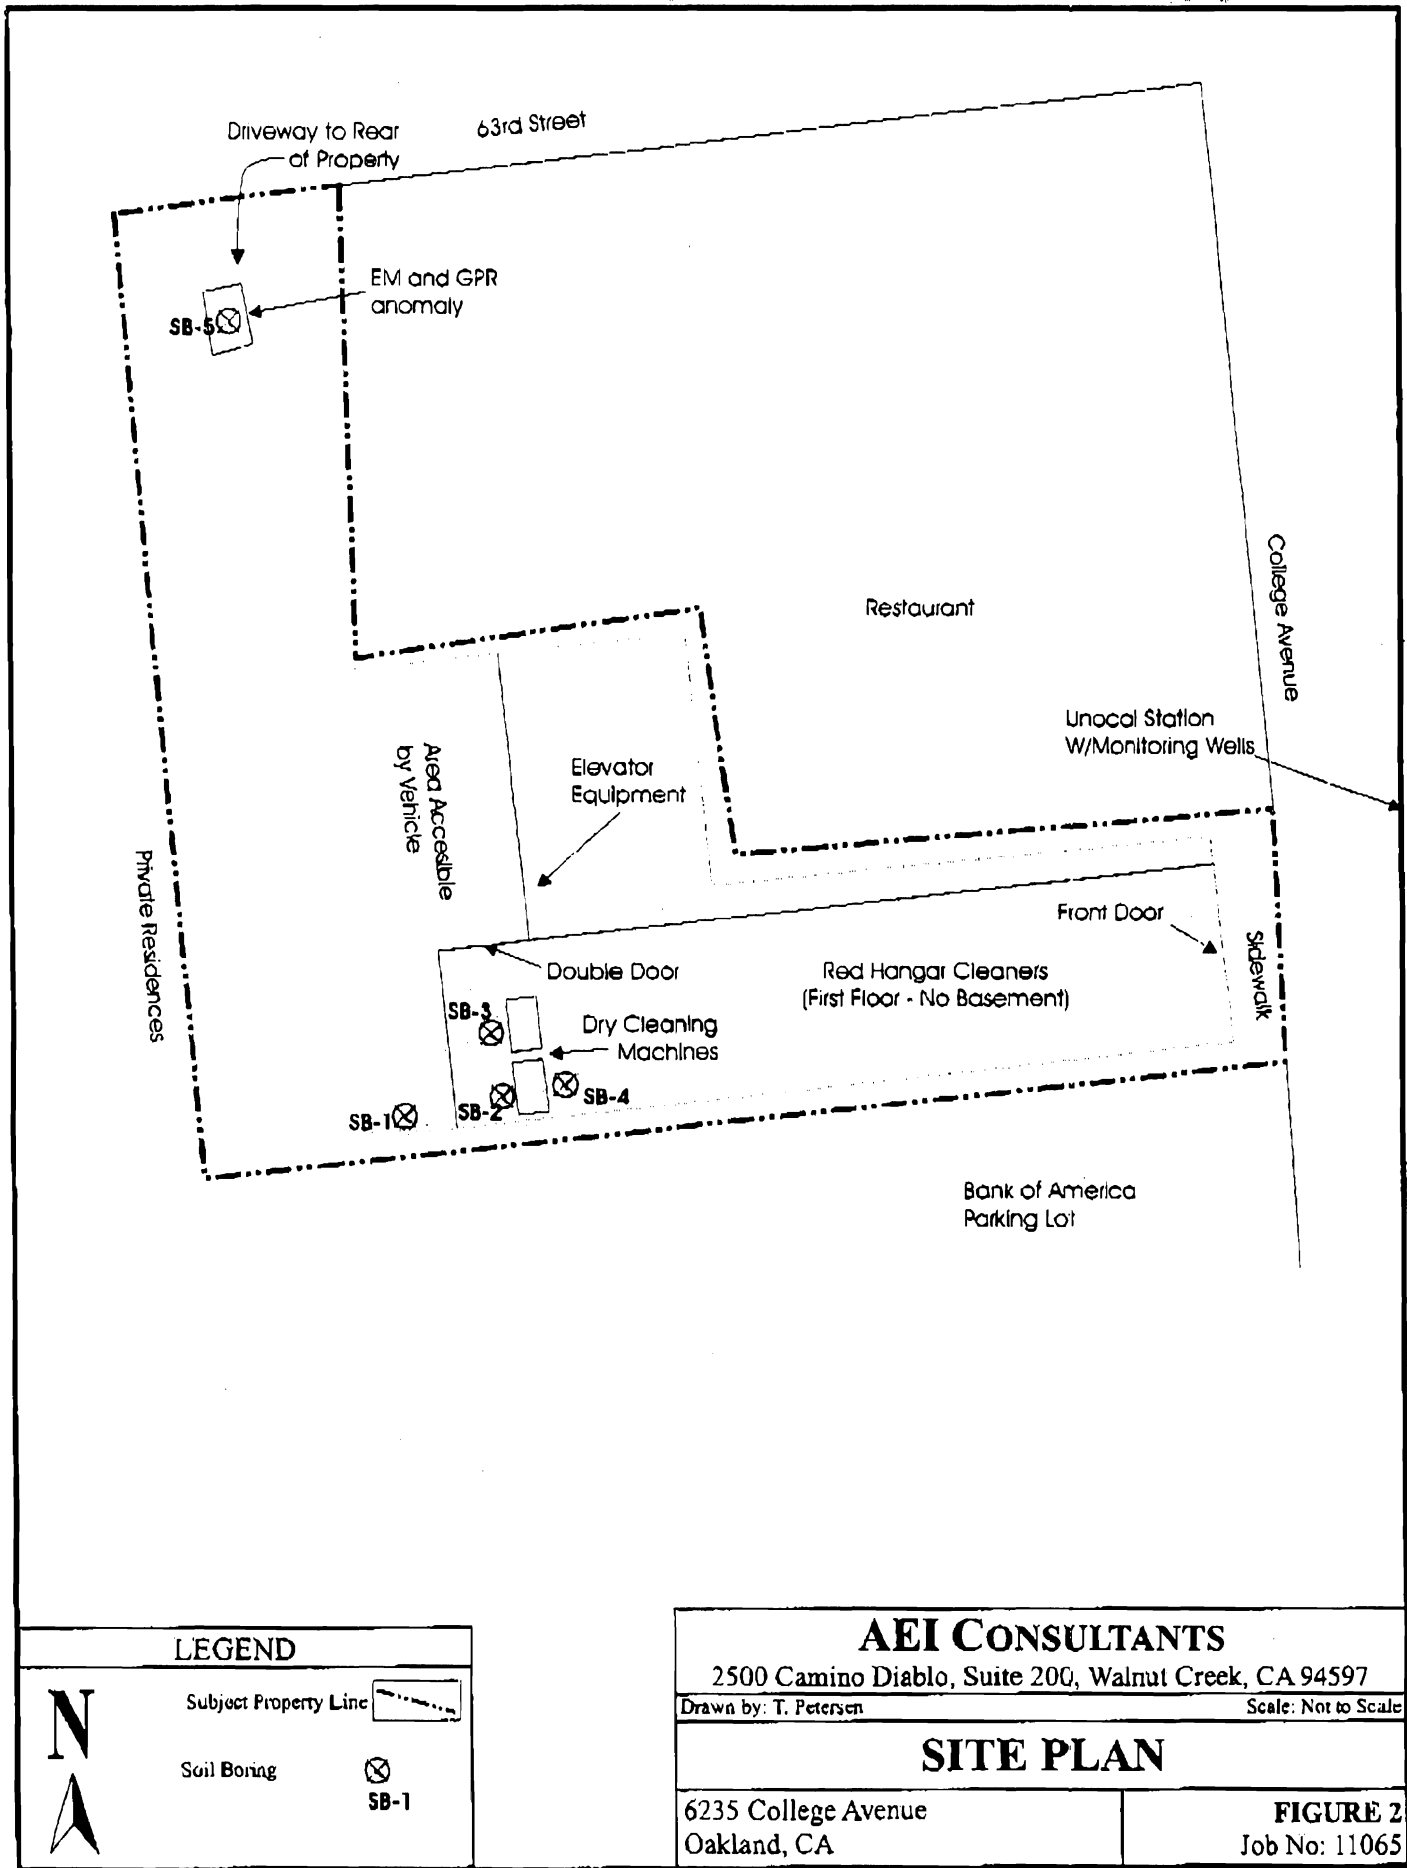 63rd Street
Driveway to Rear
of Property
EM and GPR
anomaly
SB-5
College Avenue
Restaurant
Unocal Station
W/Monitoring Wells
Area Accesible
by Vehicle
Elevator
Equipment
Private Residences
Front Door
Sidewalk
Double Door
Red Hangar Cleaners
(First Floor - No Basement)
SB-3
Dry Cleaning
Machines
SB-4
SB-2
SB-1
Bank of America
Parking Lot
LEGEND
N
Subject Property Line
Soil Boring
SB-1
AEI CONSULTANTS
2500 Camino Diablo, Suite 200, Walnut Creek, CA 94597
Drawn by: T. Petersen
Scale: Not to Scale
SITE PLAN
6235 College Avenue
Oakland, CA
FIGURE 2
Job No: 11065